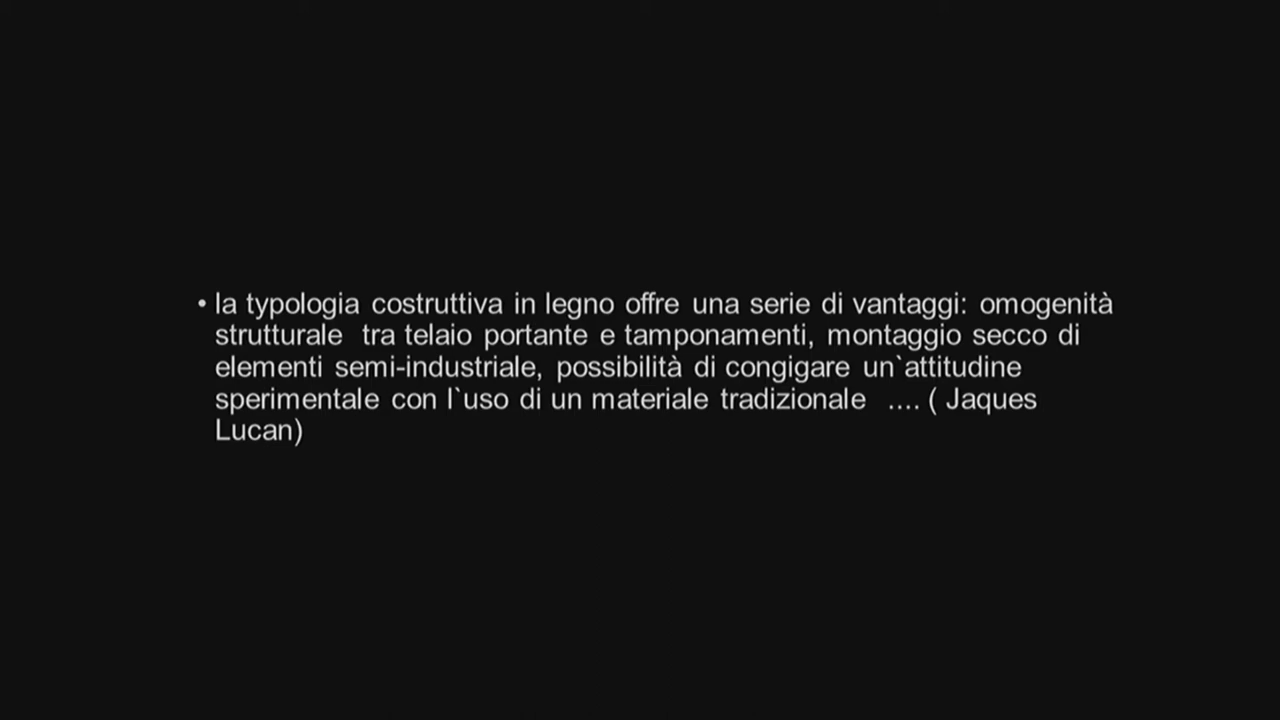 • la typologia costruttiva in legno offre una serie di vantaggi: omogenità
strutturale tra telaio portante e tamponamenti, montaggio secco di
elementi semi-industriale, possibilità di congigare un`attitudine
sperimentale con l`uso di un materiale tradizionale .... ( Jaques
Lucan)